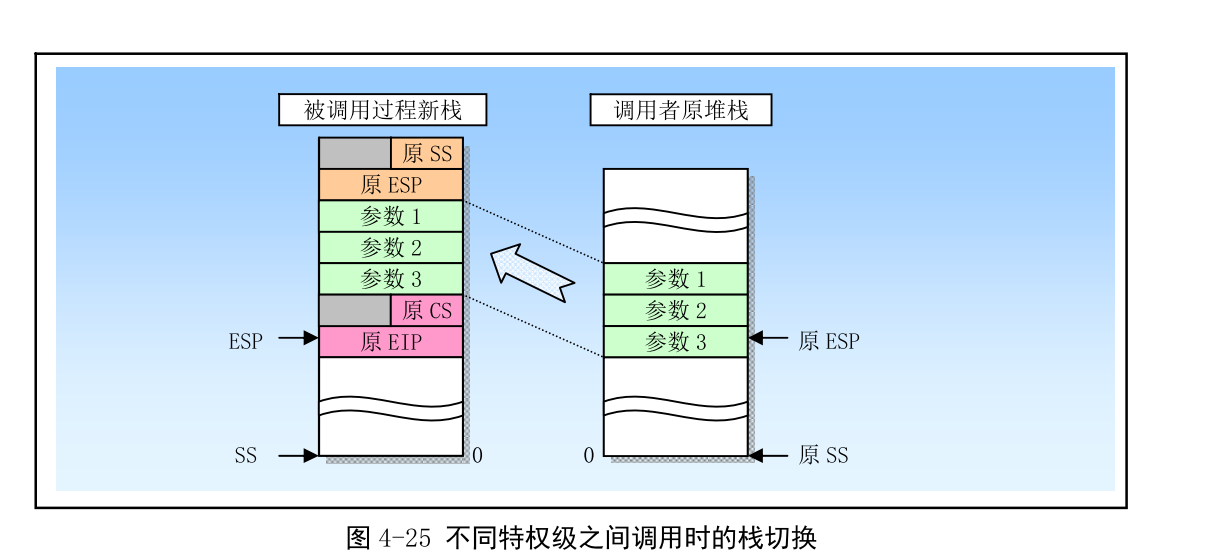 被调用过程新栈
调用者原堆栈
原 SS
原 ESP
参数 1
参数 2
参数 3
原 CS
原 EIP
ESP
SS
0
参数 1
参数 2
参数 3
原 ESP
0
原 SS
图 4-25 不同特权级之间调用时的栈切换